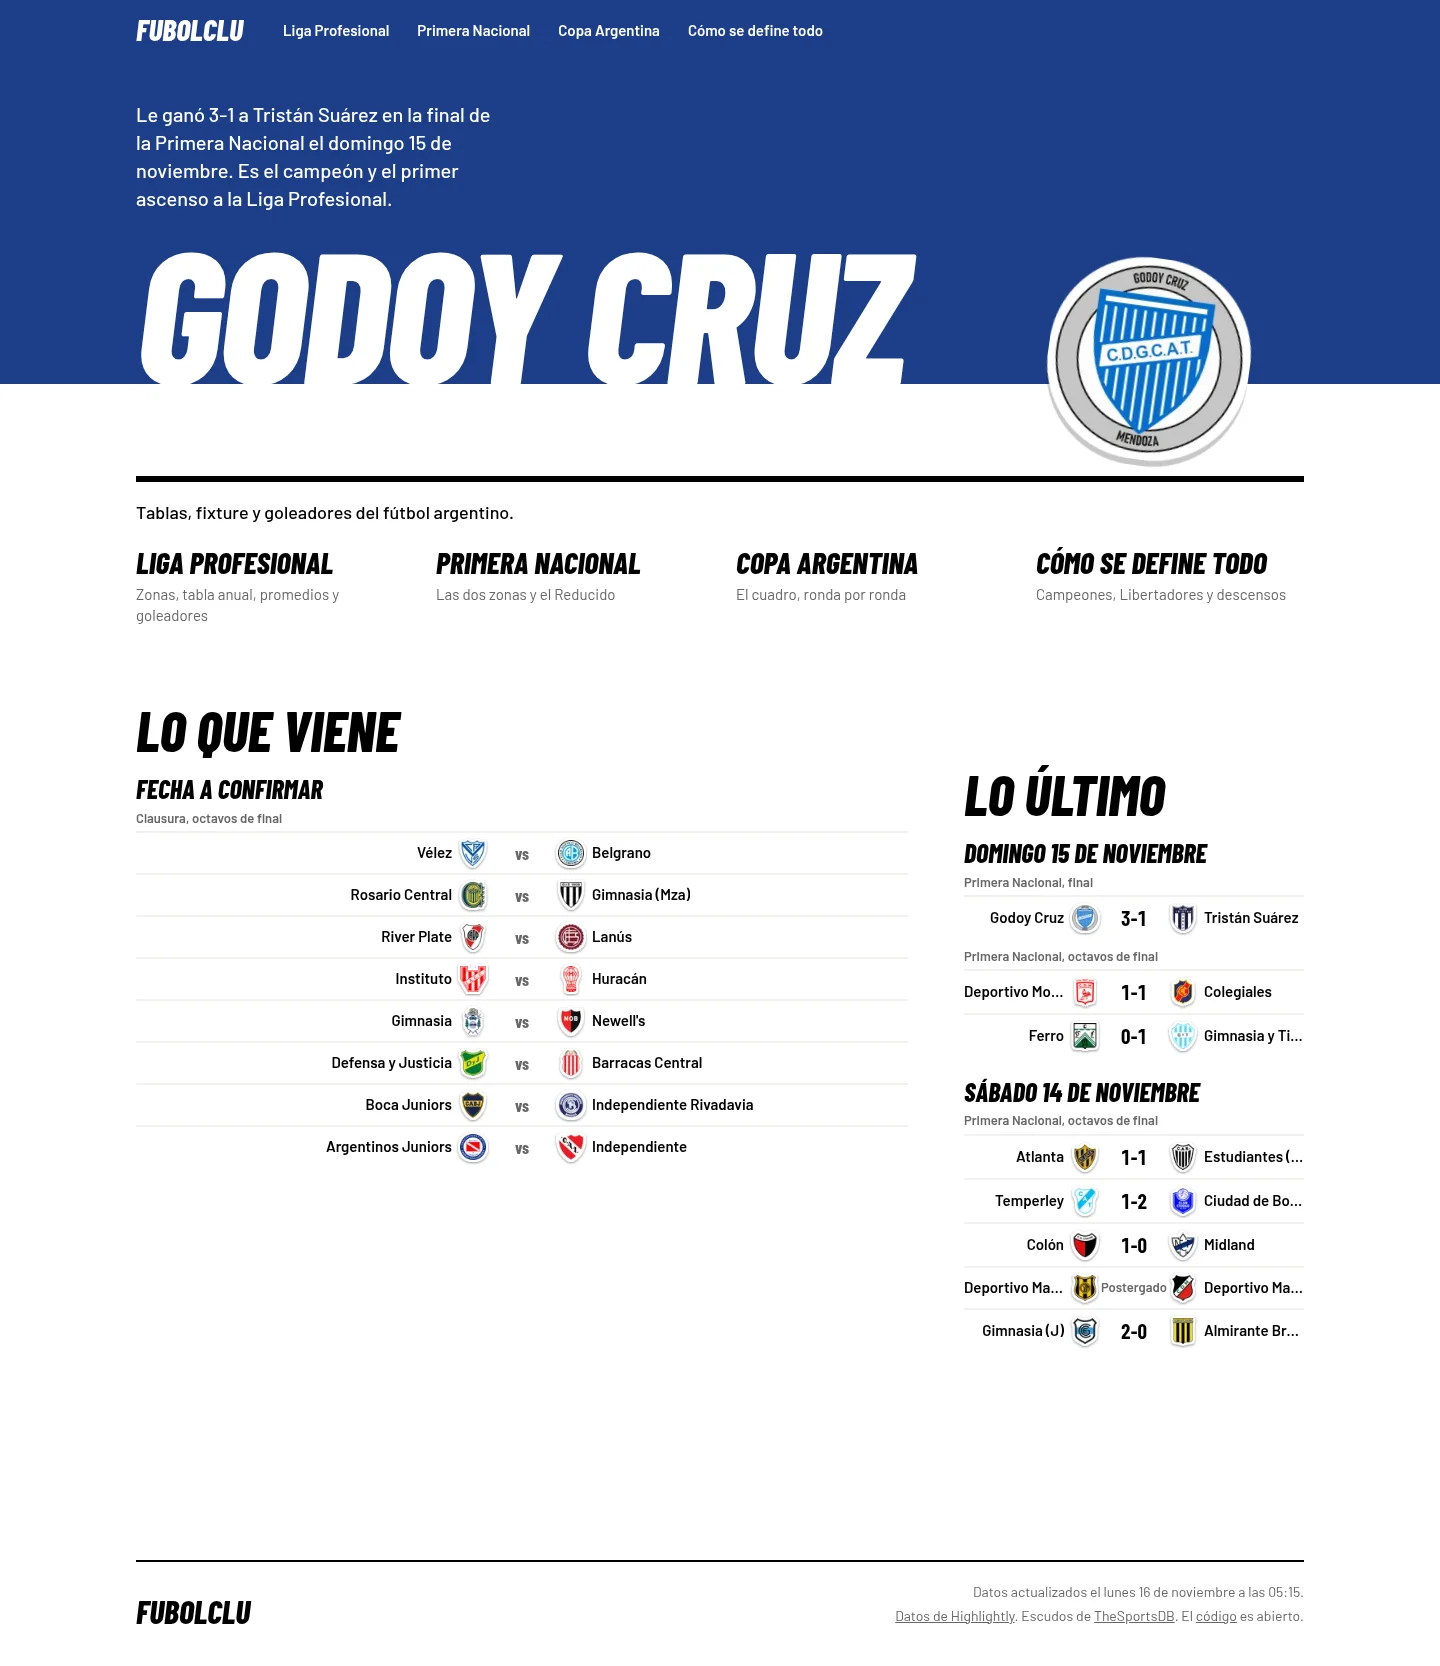 FUBOLCLU
Liga Profesional
Primera Nacional
Copa Argentina
Cómo se define todo
Le ganó 3-1 a Tristán Suárez en la final de
la Primera Nacional el domingo 15 de
noviembre. Es el campeón y el primer
ascenso a la Liga Profesional.
GODOY CRUZ
GODOY CRUZ
C.D.G.C.A.T.
MENDOZA
Tablas, fixture y goleadores del fútbol argentino.
LIGA PROFESIONAL
Zonas, tabla anual, promedios y
goleadores
PRIMERA NACIONAL
Las dos zonas y el Reducido
COPA ARGENTINA
El cuadro, ronda por ronda
CÓMO SE DEFINE TODO
Campeones, Libertadores y descensos
LO QUE VIENE
FECHA A CONFIRMAR
Clausura, octavos de final
Vélez vs Belgrano
Rosario Central vs Gimnasia (Mza)
River Plate vs Lanús
Instituto vs Huracán
Gimnasia vs Newell's
Defensa y Justicia vs Barracas Central
Boca Juniors vs Independiente Rivadavia
Argentinos Juniors vs Independiente
LO ÚLTIMO
DOMINGO 15 DE NOVIEMBRE
Primera Nacional, final
Godoy Cruz 3-1 Tristán Suárez
Primera Nacional, octavos de final
Deportivo Mo... 1-1 Colegiales
Ferro 0-1 Gimnasia y Ti...
SÁBADO 14 DE NOVIEMBRE
Primera Nacional, octavos de final
Atlanta 1-1 Estudiantes (...
Temperley 1-2 Ciudad de Bo...
Colón 1-0 Midland
Deportivo Ma... Postergado Deportivo Ma...
Gimnasia (J) 2-0 Almirante Br...
FUBOLCLU
Datos actualizados el lunes 16 de noviembre a las 05:15.
Datos de Highlightly. Escudos de TheSportsDB. El código es abierto.